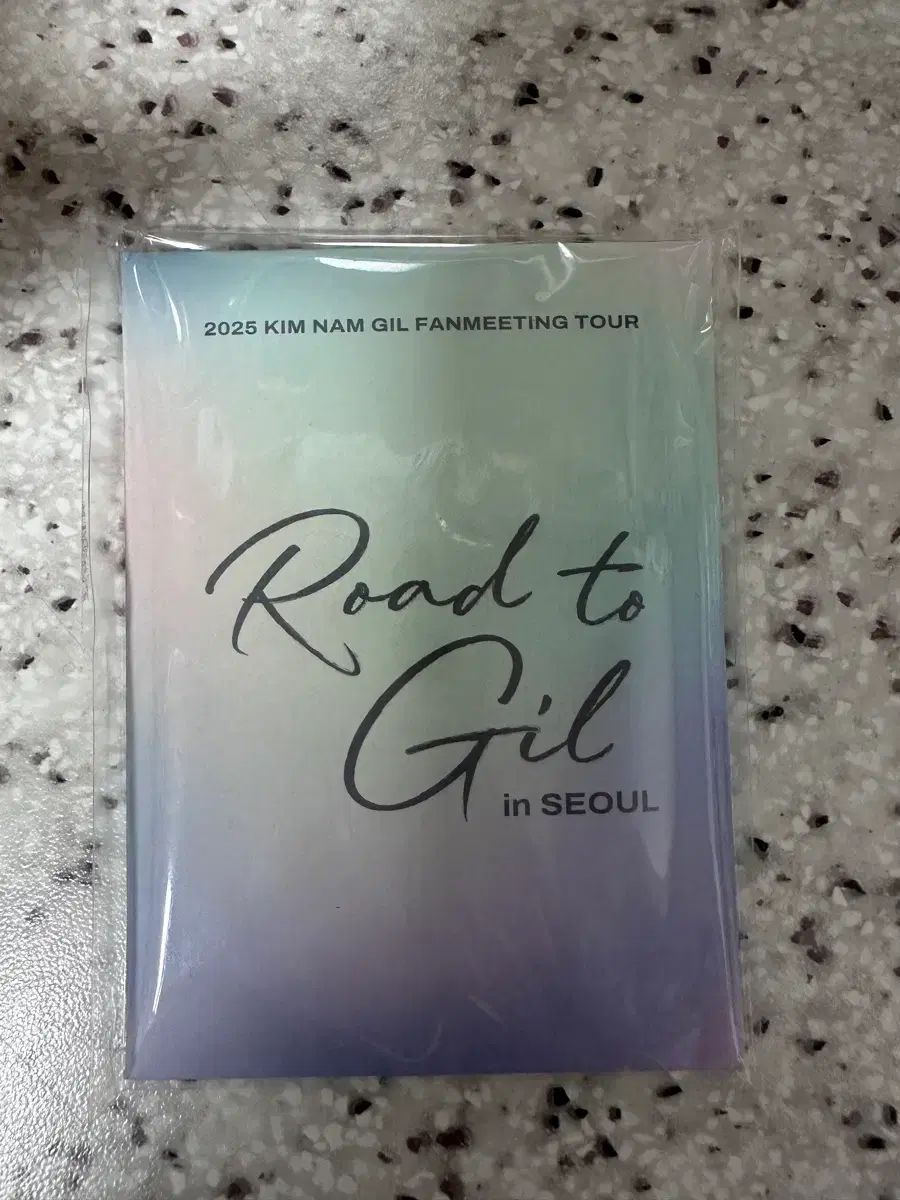 2025 KIM NAM GIL FANMEETING TOUR
Road to
Gil
in SEOUL